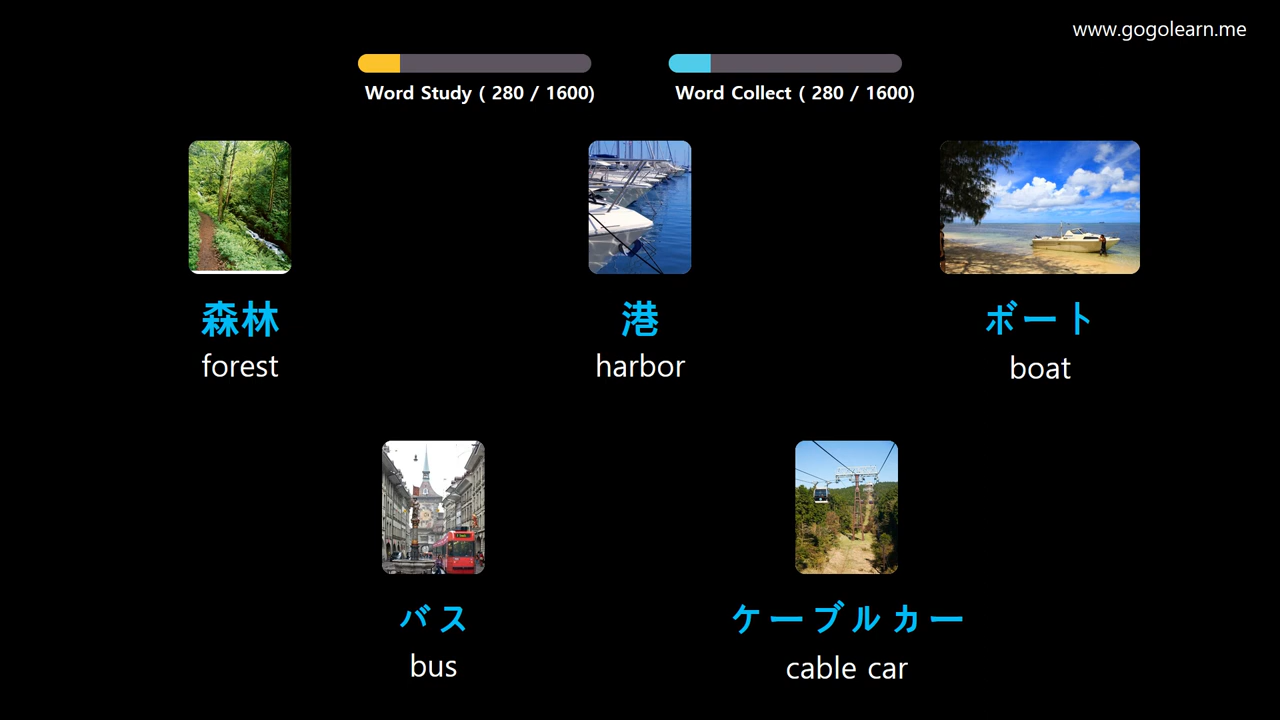 www.gogolearn.me
Word Study ( 280 / 1600)
Word Collect ( 280 / 1600)
森林
forest
港
harbor
ボート
boat
バス
bus
ケーブルカー
cable car